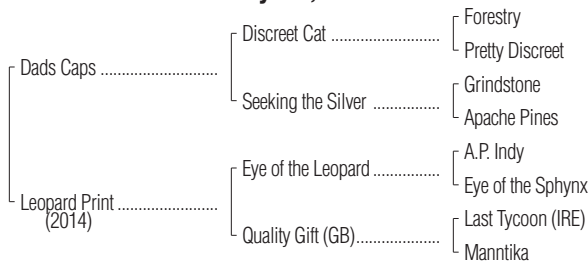 Forestry
Discreet Cat ........................
Pretty Discreet
Dads Caps ..........................
Grindstone
Seeking the Silver ...............
Apache Pines
A.P. Indy
Eye of the Leopard ..............
Eye of the Sphynx
Leopard Print ......................
(2014)
Last Tycoon (IRE)
Quality Gift (GB)..................
Manntika